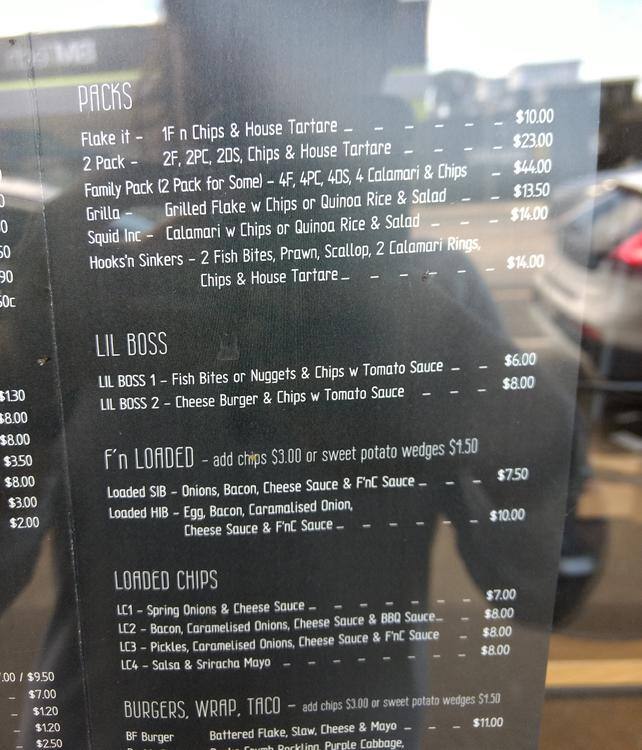 PACKS
Flake it - 1F n Chips & House Tartare _ _ _ _ _ _ $10.00
2 Pack - 2F, 2PC, 2DS, Chips & House Tartare _ _ _ _ $23.00
Family Pack (2 Pack for Some) - 4F, 4PC, 4DS, 4 Calamari & Chips _ $44.00
Grilla - Grilled Flake w Chips or Quinoa Rice & Salad _ _ $13.50
Squid Inc - Calamari w Chips or Quinoa Rice & Salad _ _ _ $14.00
Hooks'n Sinkers - 2 Fish Bites, Prawn, Scallop, 2 Calamari Rings,
Chips & House Tartare _ _ _ _ _ _ $14.00
LIL BOSS
LIL BOSS 1 - Fish Bites or Nuggets & Chips w Tomato Sauce _ _ $6.00
LIL BOSS 2 - Cheese Burger & Chips w Tomato Sauce _ _ _ $8.00
F'n LOADED - add chips $3.00 or sweet potato wedges $4.50
Loaded SIB - Onions, Bacon, Cheese Sauce & F'nC Sauce _ _ _ $7.50
Loaded HIB - Egg, Bacon, Caramalised Onion,
Cheese Sauce & F'nC Sauce _ _ _ _ _ $10.00
LOADED CHIPS
LC1 - Spring Onions & Cheese Sauce _ _ _ _ _ _ _ $7.00
LC2 - Bacon, Caramelised Onions, Cheese Sauce & BBQ Sauce _ _ $8.00
LC3 - Pickles, Caramelised Onions, Cheese Sauce & F'nC Sauce _ $8.00
LC4 - Salsa & Sriracha Mayo _ _ _ _ _ _ _ _ $8.00
BURGERS, WRAP, TACO - add chips $3.00 or sweet potato wedges $4.50
BF Burger Battered Flake, Slaw, Cheese & Mayo _ _ _ $11.00
Rockling, Purple Cabbage,
50c
$1.30
$8.00
$8.00
$3.50
$8.00
$3.00
$2.00
.00 / $9.50
_ $7.00
_ $1.20
_ $1.20
_ $2.50